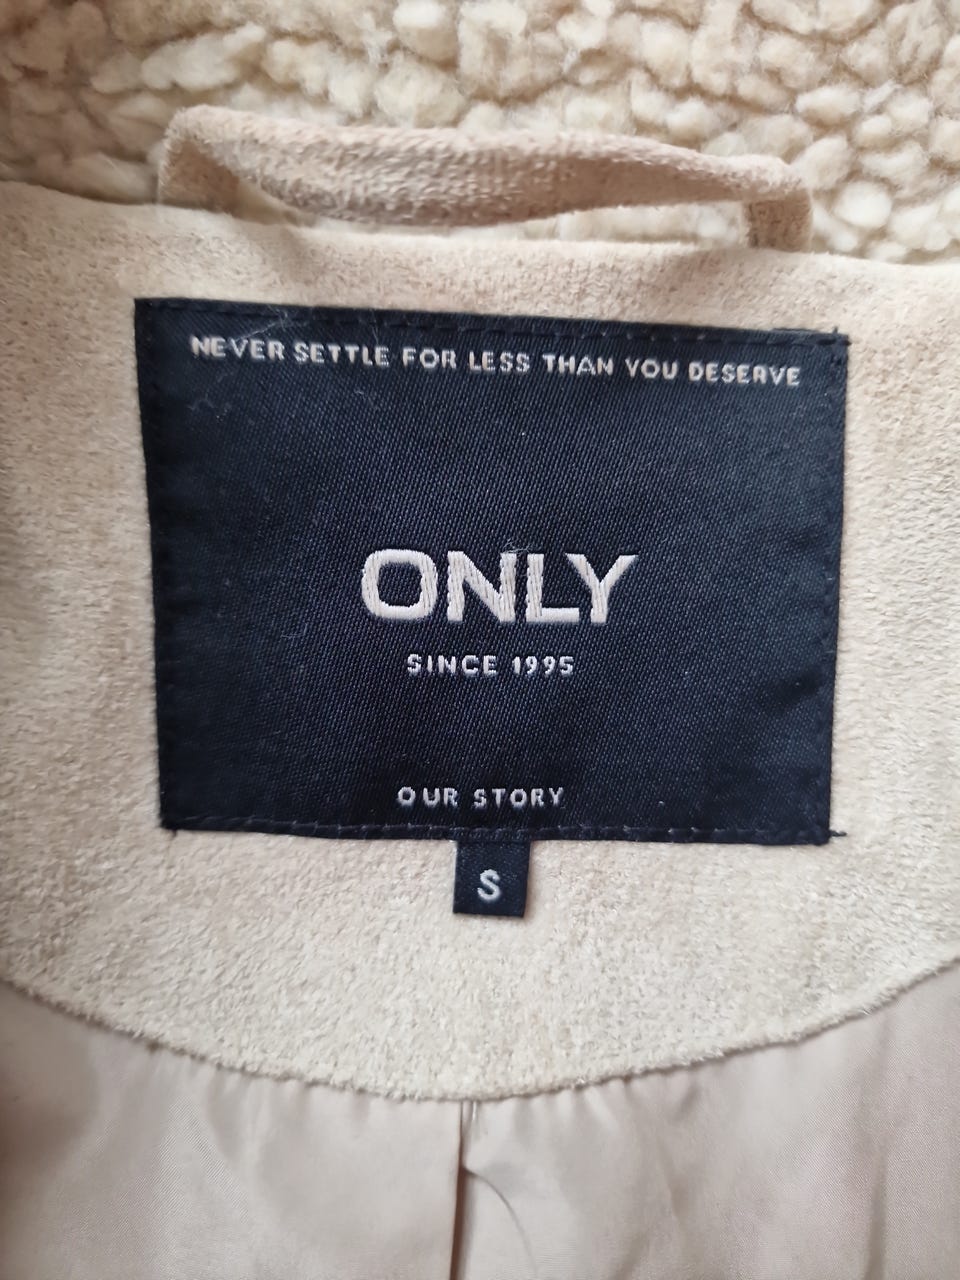 NEVER SETTLE FOR LESS THAN YOU DESERVE
ONLY
SINCE 1995
OUR STORY
S